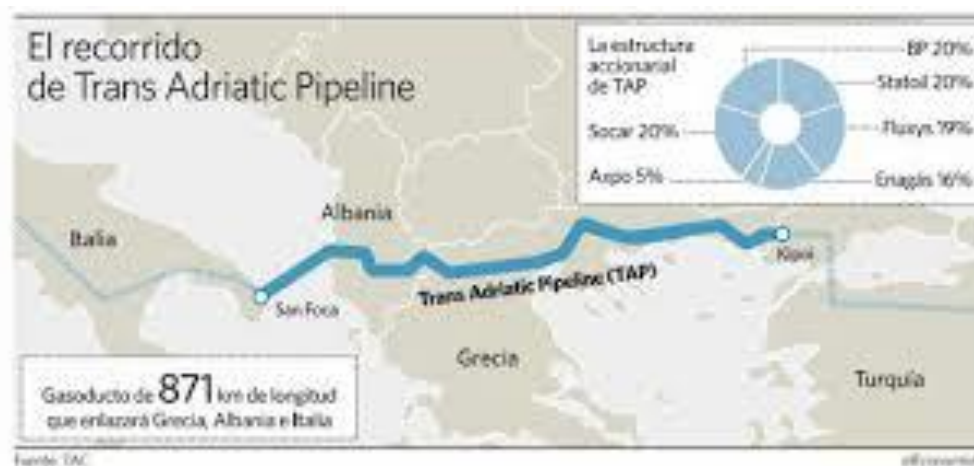 El recorrido
de Trans Adriatic Pipeline
La estructura
accionarial
de TAP
BP 20%
Statoil 20%
Socar 20%
Fluxys 19%
Axpo 5%
Enagás 16%
Albania
Italia
Kipoi
San Foca
Trans Adriatic Pipeline (TAP)
Grecia
Turquía
Gasoducto de 871 km de longitud
que enlazará Grecia, Albania e Italia
Fuente:
elEconomista